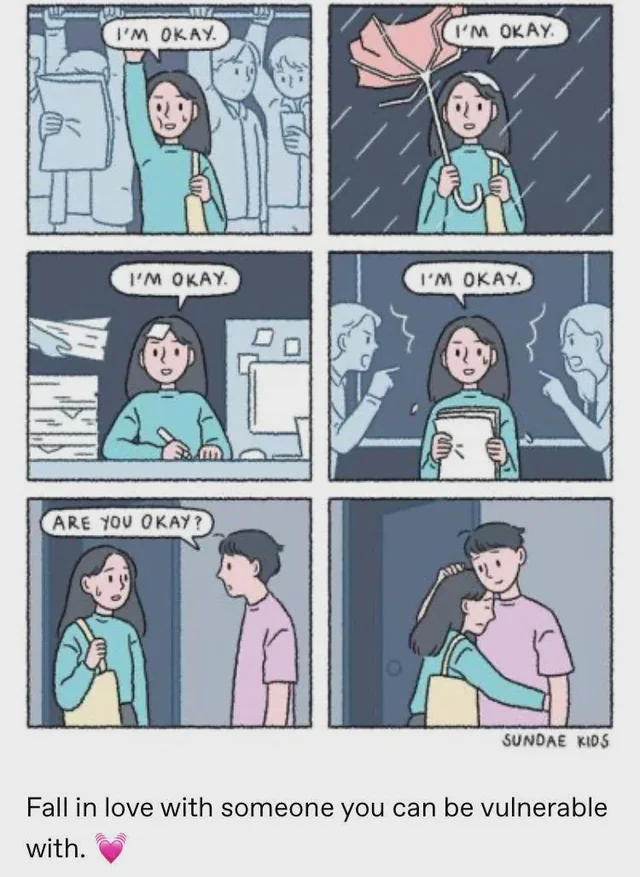 I'M OKAY.
I'M OKAY.
I'M OKAY.
I'M OKAY.
ARE YOU OKAY?
SUNDAE KIDS
Fall in love with someone you can be vulnerable
with. 💓